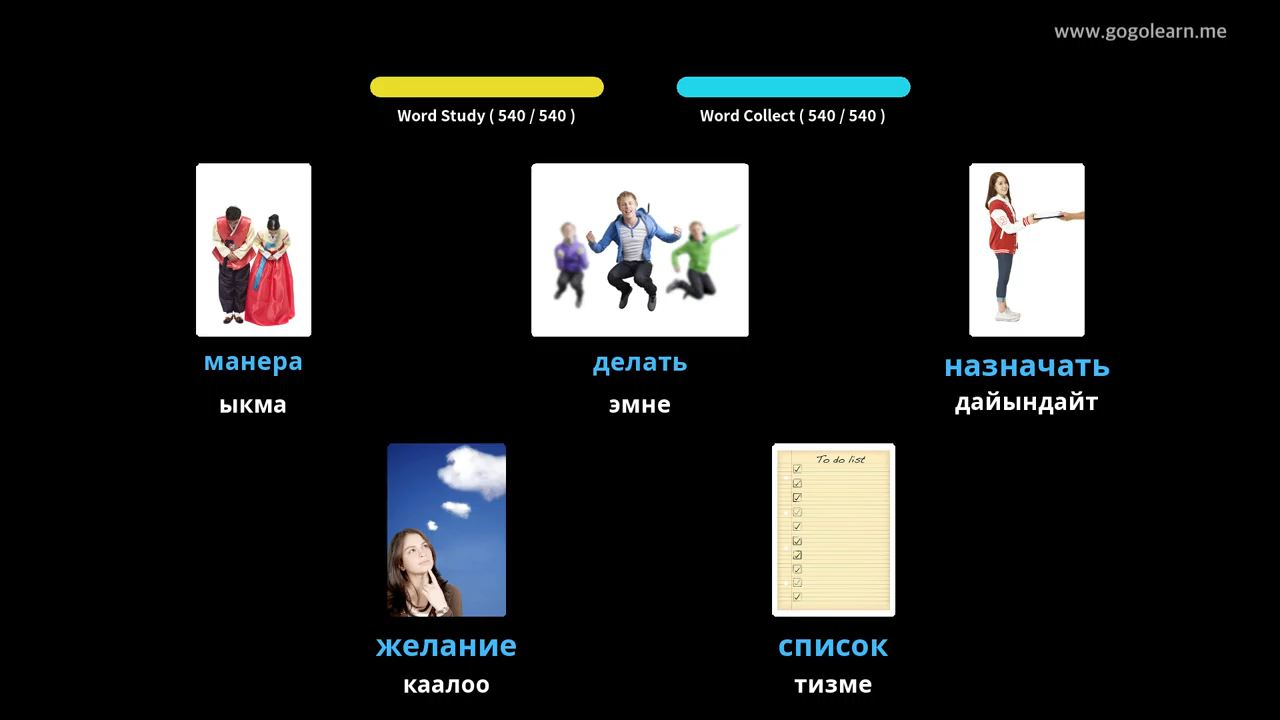 www.gogolearn.me
Word Study ( 540 / 540 )
Word Collect ( 540 / 540 )
манера
делать
назначать
ыкма
эмне
дайындайт
To do list
желание
список
каалоо
тизме